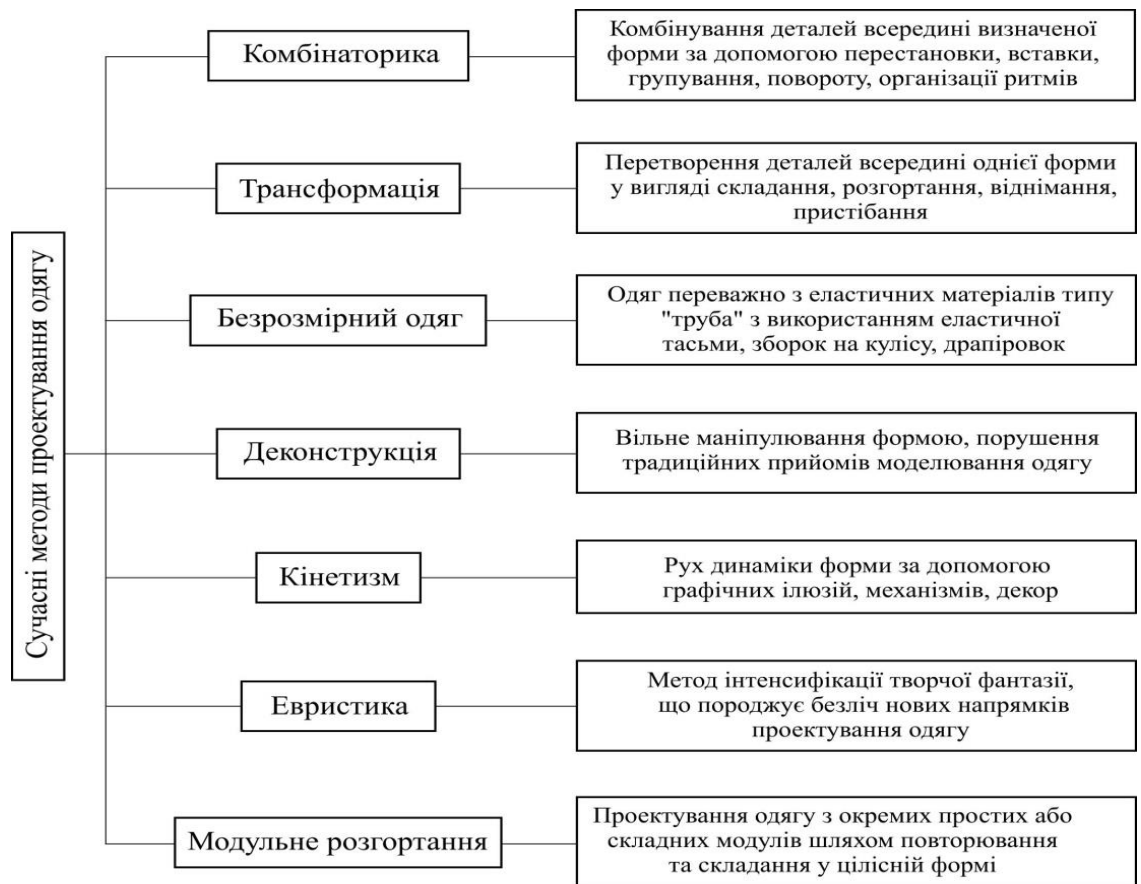 Сучасні методи проектування одягу
Комбінаторика
Комбінування деталей всередині визначеної
форми за допомогою перестановки, вставки,
групування, повороту, організації ритмів
Трансформація
Перетворення деталей всередині однієї форми
у вигляді складання, розгортання, віднімання,
пристібання
Безрозмірний одяг
Одяг переважно з еластичних матеріалів типу
"труба" з використанням еластичної
тасьми, зборок на кулісу, драпіровок
Деконструкція
Вільне маніпулювання формою, порушення
традиційних прийомів моделювання одягу
Кінетизм
Рух динаміки форми за допомогою
графічних ілюзій, механізмів, декор
Евристика
Метод інтенсифікації творчої фантазії,
що породжує безліч нових напрямків
проектування одягу
Модульне розгортання
Проектування одягу з окремих простих або
складних модулів шляхом повторювання
та складання у цілісній формі